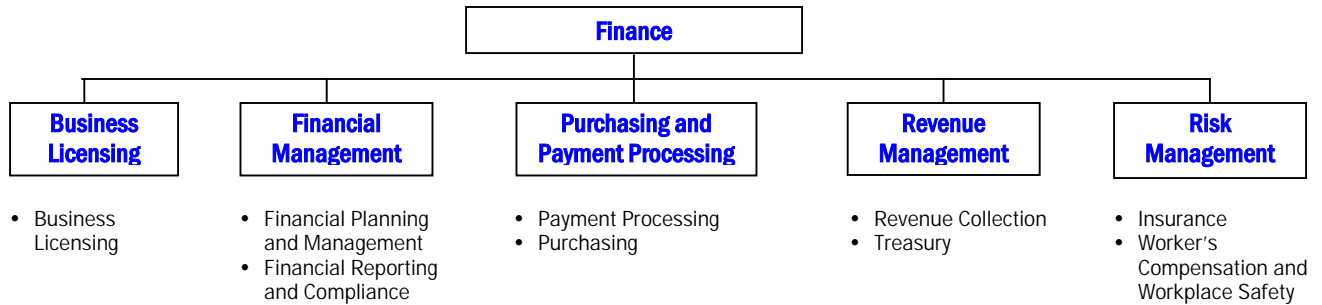 Finance
Business
Licensing
Financial
Management
Purchasing and
Payment Processing
Revenue
Management
Risk
Management
• Business
Licensing
• Financial Planning
and Management
• Financial Reporting
and Compliance
• Payment Processing
• Purchasing
• Revenue Collection
• Treasury
• Insurance
• Worker's
Compensation and
Workplace Safety